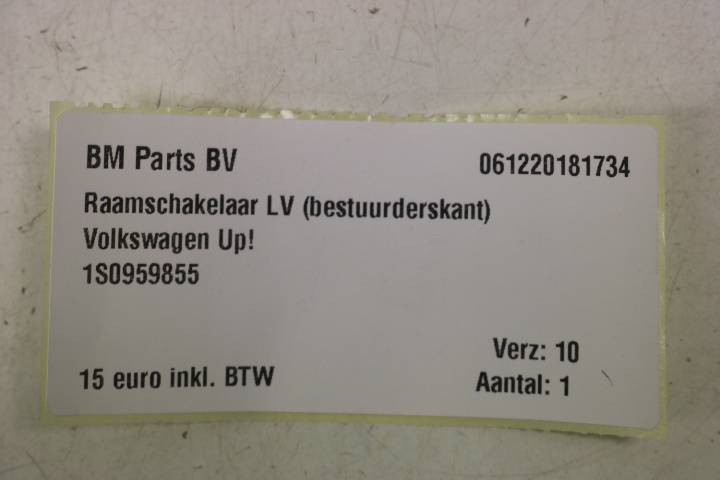 BM Parts BV 061220181734
Raamschakelaar LV (bestuurderskant)
Volkswagen Up!
1S0959855
Verz: 10
15 euro inkl. BTW Aantal: 1